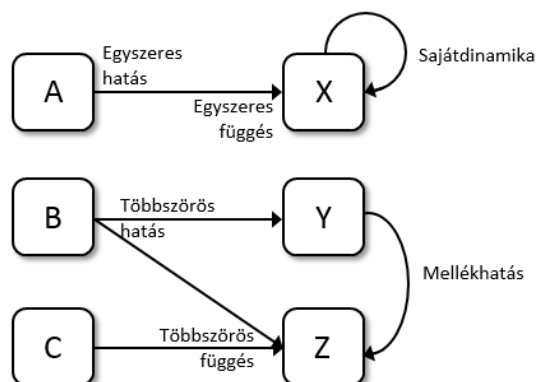 Egyszeres
hatás
Sajátdinamika
A
X
Egyszeres
függés
B
Többszörös
hatás
Y
Mellékhatás
C
Többszörös
függés
Z